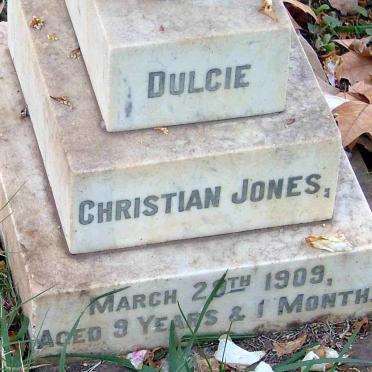 DULCIE
CHRISTIAN JONES,
MARCH 20TH 1909,
AGED 9 YEARS & 1 MONTH.